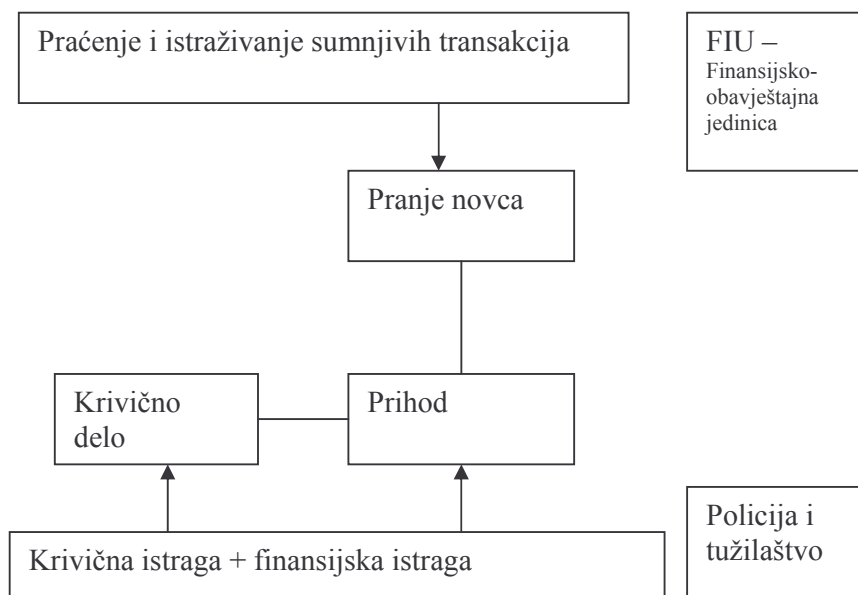 Praćenje i istraživanje sumnjivih transakcija
FIU –
Finansijsko-
obavještajna
jedinica
Pranje novca
Krivično
delo
Prihod
Krivična istraga + finansijska istraga
Policija i
tužilaštvo